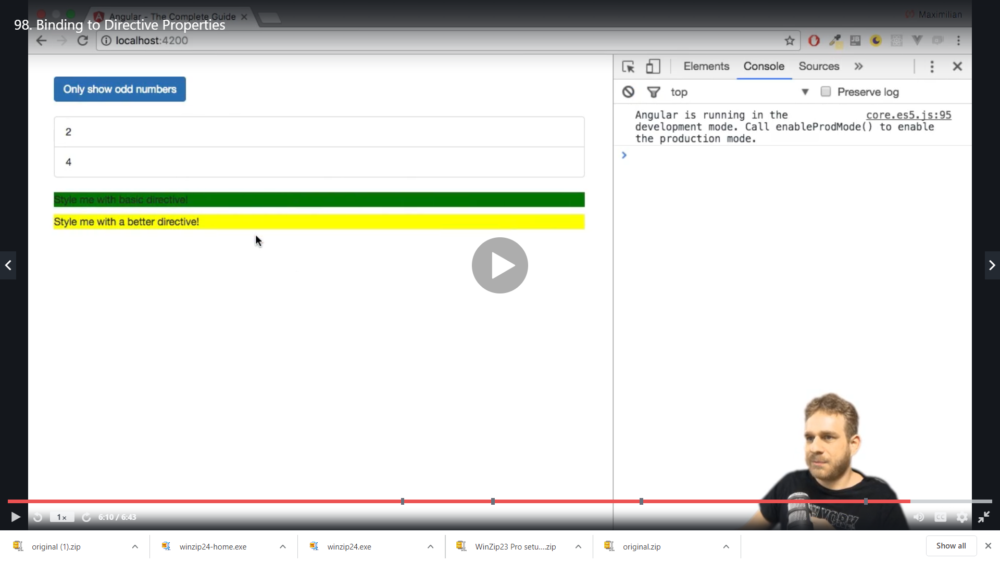 Angular - The Complete Guide
Maximilian
98. Binding to Directive Properties
localhost:4200
JB
Only show odd numbers
2
4
Style me with basic directive!
Style me with a better directive!
Elements Console Sources »
top Preserve log
Angular is running in the core.es5.js:95
development mode. Call enableProdMode() to enable
the production mode.
1x
6:10 / 6:43
CC
original (1).zip
winzip24-home.exe
winzip24.exe
WinZip23 Pro setu....zip
original.zip
Show all